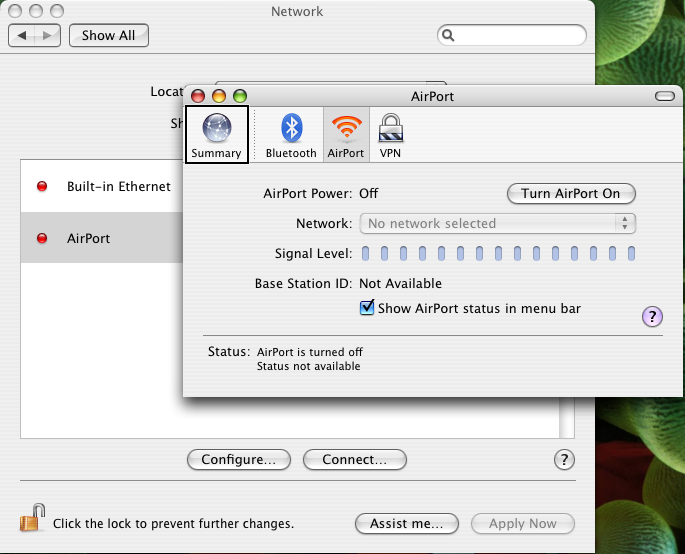 Network
Show All
Locat
Sh
Built-in Ethernet
AirPort
AirPort
Summary
Bluetooth
AirPort
VPN
AirPort Power: Off
Turn AirPort On
Network: No network selected
Signal Level:
Base Station ID: Not Available
Show AirPort status in menu bar
?
Status: AirPort is turned off
Status not available
Configure...
Connect...
?
Click the lock to prevent further changes.
Assist me...
Apply Now